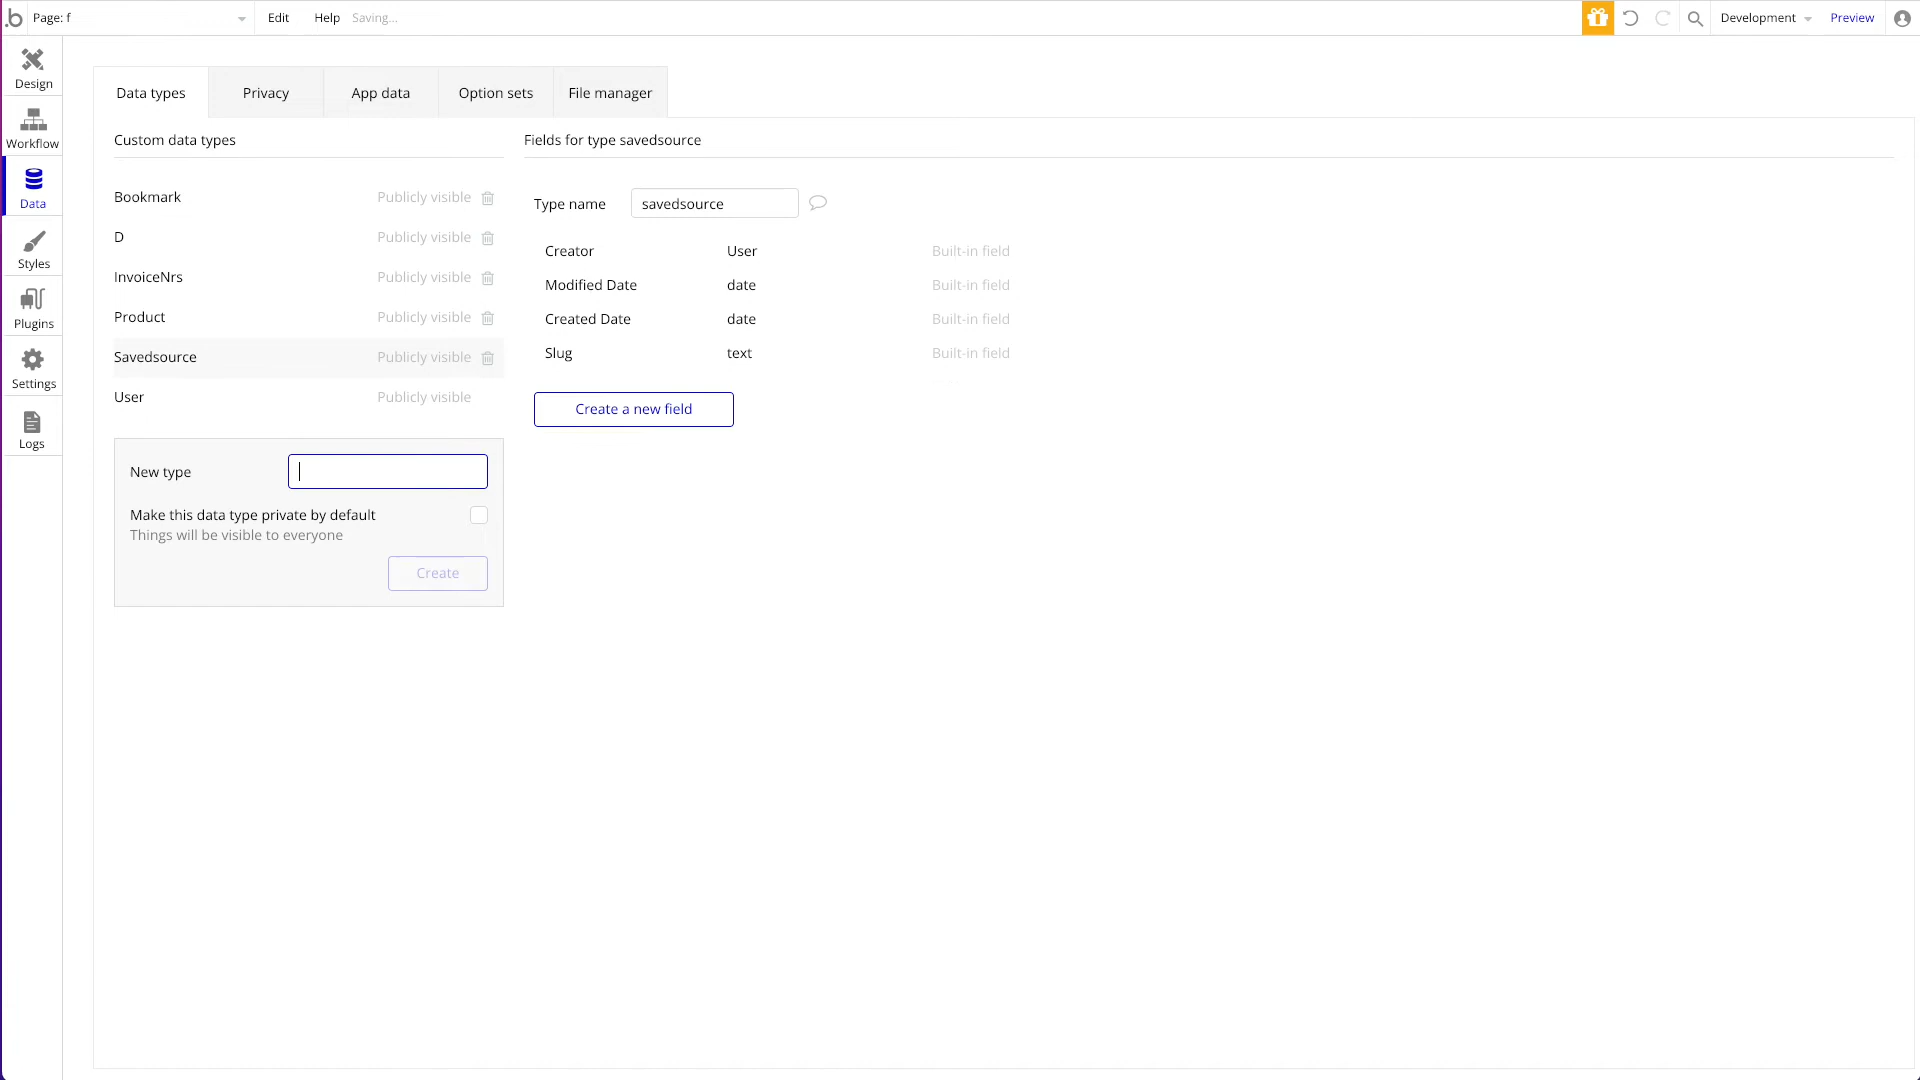 .b Page: f Edit Help Saving... Development Preview
Design
Workflow
Data
Styles
Plugins
Settings
Logs
Data types Privacy App data Option sets File manager
Custom data types
Bookmark Publicly visible
D Publicly visible
InvoiceNrs Publicly visible
Product Publicly visible
Savedsource Publicly visible
User Publicly visible
New type
Make this data type private by default
Things will be visible to everyone
Create
Fields for type savedsource
Type name savedsource
Creator User Built-in field
Modified Date date Built-in field
Created Date date Built-in field
Slug text Built-in field
Create a new field